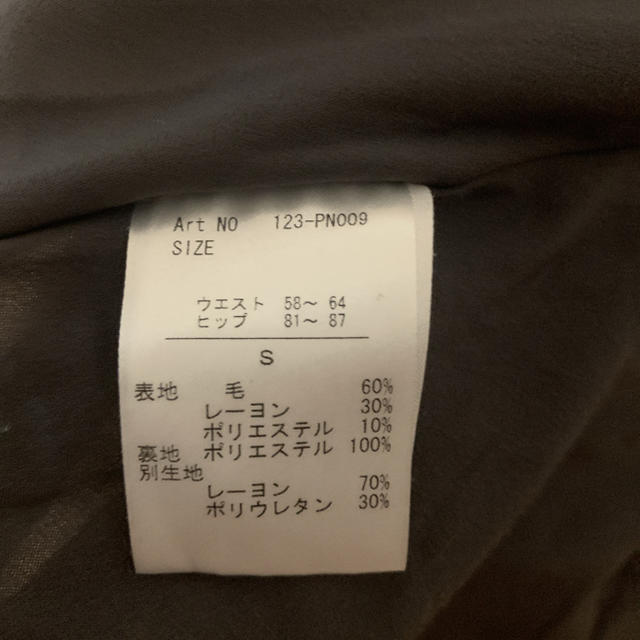 Art NO 123-PN009
SIZE
ウエスト 58～ 64
ヒップ 81～ 87
S
表地 毛 60%
レーヨン 30%
ポリエステル 10%
裏地 ポリエステル 100%
別生地
レーヨン 70%
ポリウレタン 30%